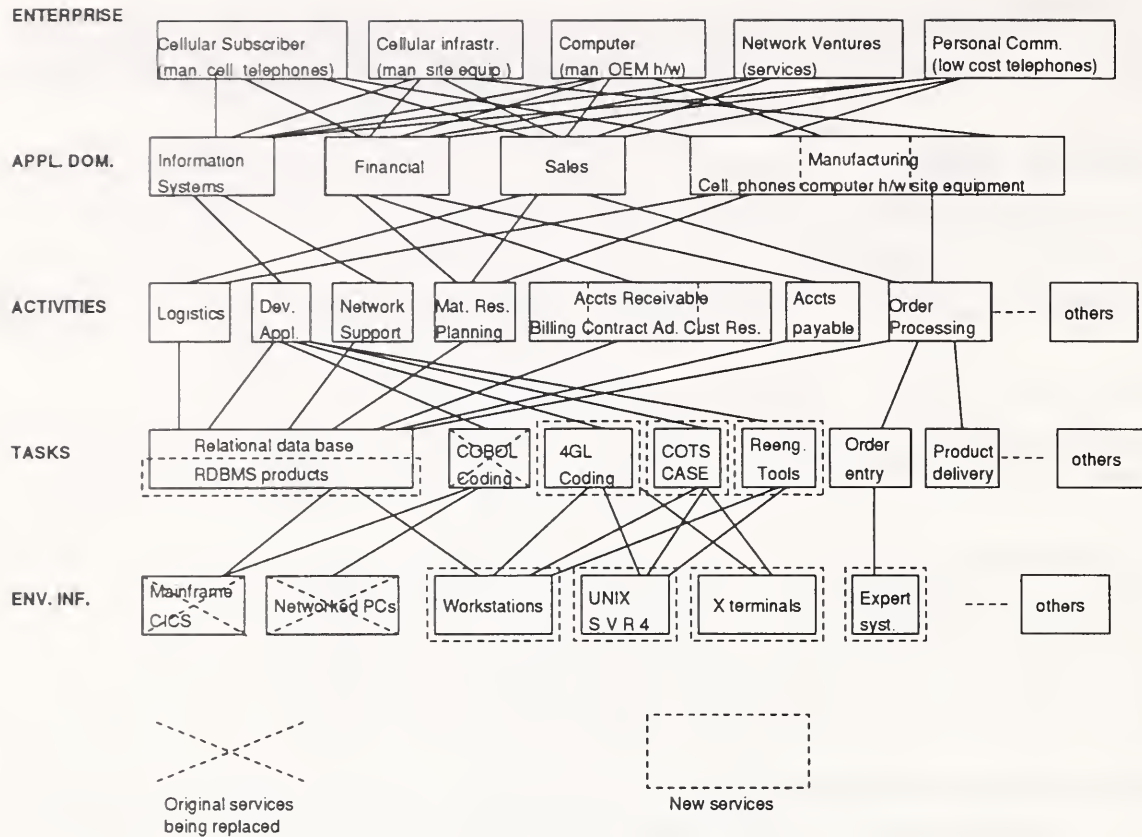 ENTERPRISE
Cellular Subscriber
(man. cell. telephones)
Cellular infrastr.
(man. site equip.)
Computer
(man. OEM h/w)
Network Ventures
(services)
Personal Comm.
(low cost telephones)
APPL. DOM.
Information
Systems
Financial
Sales
Manufacturing
Cell. phones computer h/w site equipment
ACTIVITIES
Logistics
Dev.
Appl.
Network
Support
Mat. Res.
Planning
Accts Receivable
Billing Contract Ad. Cust Res.
Accts
payable
Order
Processing
others
TASKS
Relational data base
RDBMS products
COBOL
Coding
4GL
Coding
COTS
CASE
Reeng.
Tools
Order
entry
Product
delivery
others
ENV. INF.
Mainframe
CICS
Networked PCs
Workstations
UNIX
S V R 4
X terminals
Expert
syst.
others
Original services
being replaced
New services